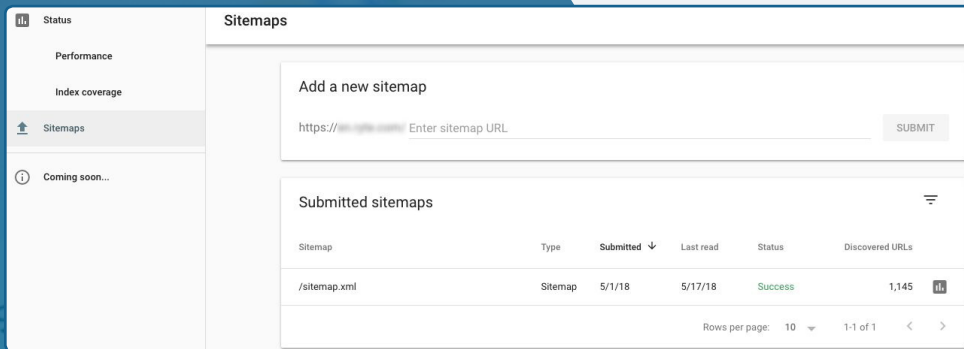 Status
Performance
Index coverage
Sitemaps
Coming soon...
Sitemaps
Add a new sitemap
https:// Enter sitemap URL
SUBMIT
Submitted sitemaps
Sitemap Type Submitted Last read Status Discovered URLs
/sitemap.xml Sitemap 5/1/18 5/17/18 Success 1,145
Rows per page: 10 1-1 of 1